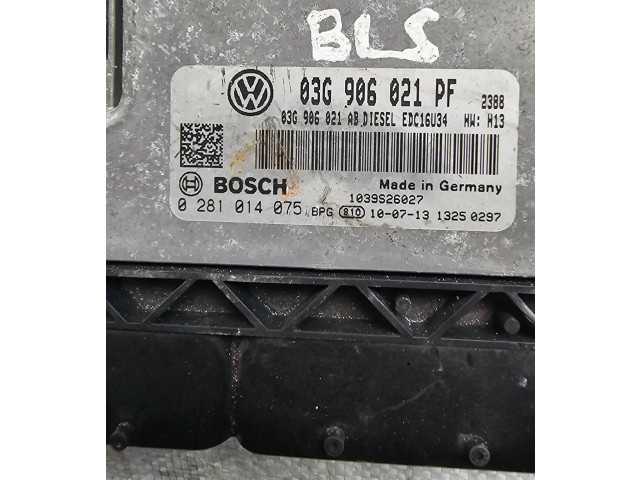 BLS
03G 906 021 PF 2388
03G 906 021 AB DIESEL EDC16U34 HW: H13
BOSCH Made in Germany
1039S26027
0 281 014 075 BPG 810 10-07-13 1325 0297